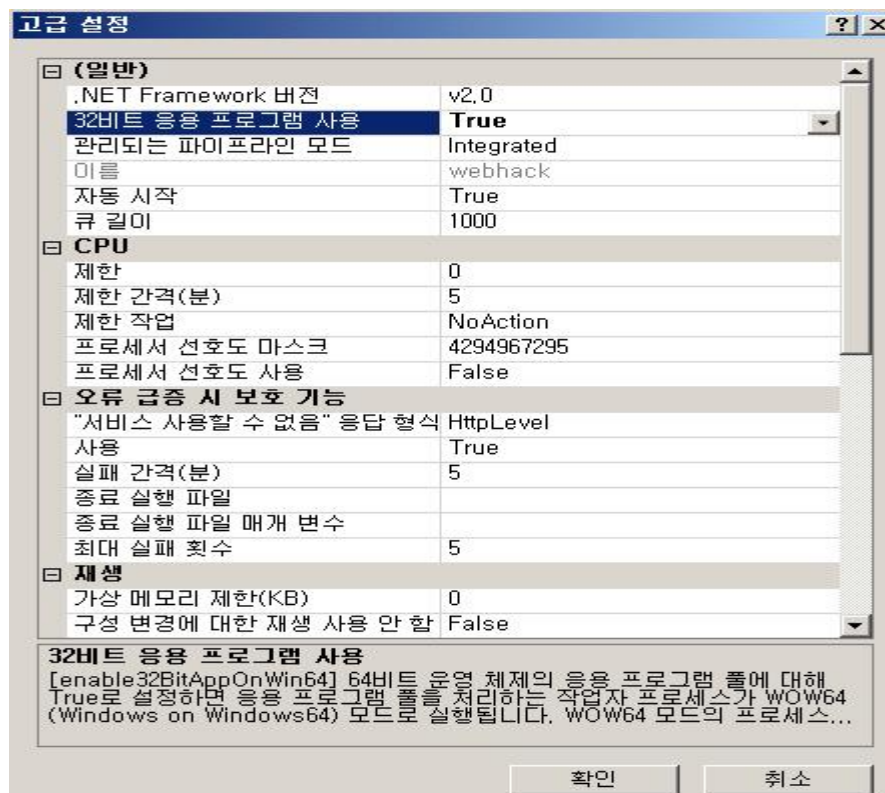 고급 설정
(일반)
.NET Framework 버전 v2.0
32비트 응용 프로그램 사용 True
관리되는 파이프라인 모드 Integrated
이름 webhack
자동 시작 True
큐 길이 1000
CPU
제한 0
제한 간격(분) 5
제한 작업 NoAction
프로세서 선호도 마스크 4294967295
프로세서 선호도 사용 False
오류 급증 시 보호 기능
"서비스 사용할 수 없음" 응답 형식 HttpLevel
사용 True
실패 간격(분) 5
종료 실행 파일
종료 실행 파일 매개 변수
최대 실패 횟수 5
재생
가상 메모리 제한(KB) 0
구성 변경에 대한 재생 사용 안 함 False
32비트 응용 프로그램 사용
[enable32BitAppOnWin64] 64비트 운영 체제의 응용 프로그램 풀에 대해
True로 설정하면 응용 프로그램 풀을 처리하는 작업자 프로세스가 WOW64
(Windows on Windows64) 모드로 실행됩니다. WOW64 모드의 프로세스...
확인 취소